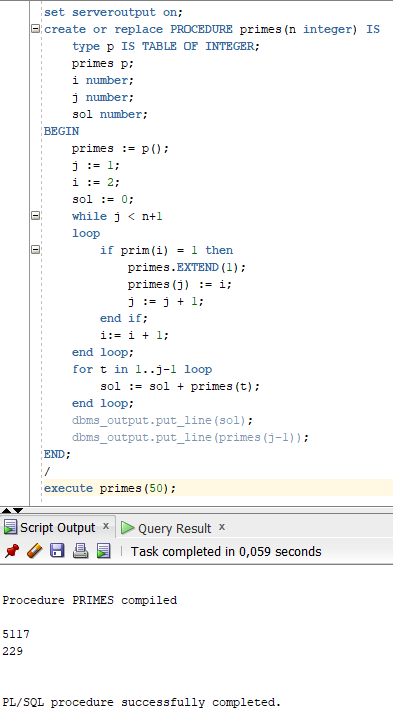 set serveroutput on;
create or replace PROCEDURE primes(n integer) IS
    type p IS TABLE OF INTEGER;
    primes p;
    i number;
    j number;
    sol number;
BEGIN
    primes := p();
    j := 1;
    i := 2;
    sol := 0;
    while j < n+1
    loop
        if prim(i) = 1 then
            primes.EXTEND(1);
            primes(j) := i;
            j := j + 1;
        end if;
        i:= i + 1;
    end loop;
    for t in 1..j-1 loop
        sol := sol + primes(t);
    end loop;
    dbms_output.put_line(sol);
    dbms_output.put_line(primes(j-1));
END;
/
execute primes(50);
Script Output x Query Result x
Task completed in 0,059 seconds
Procedure PRIMES compiled
5117
229
PL/SQL procedure successfully completed.